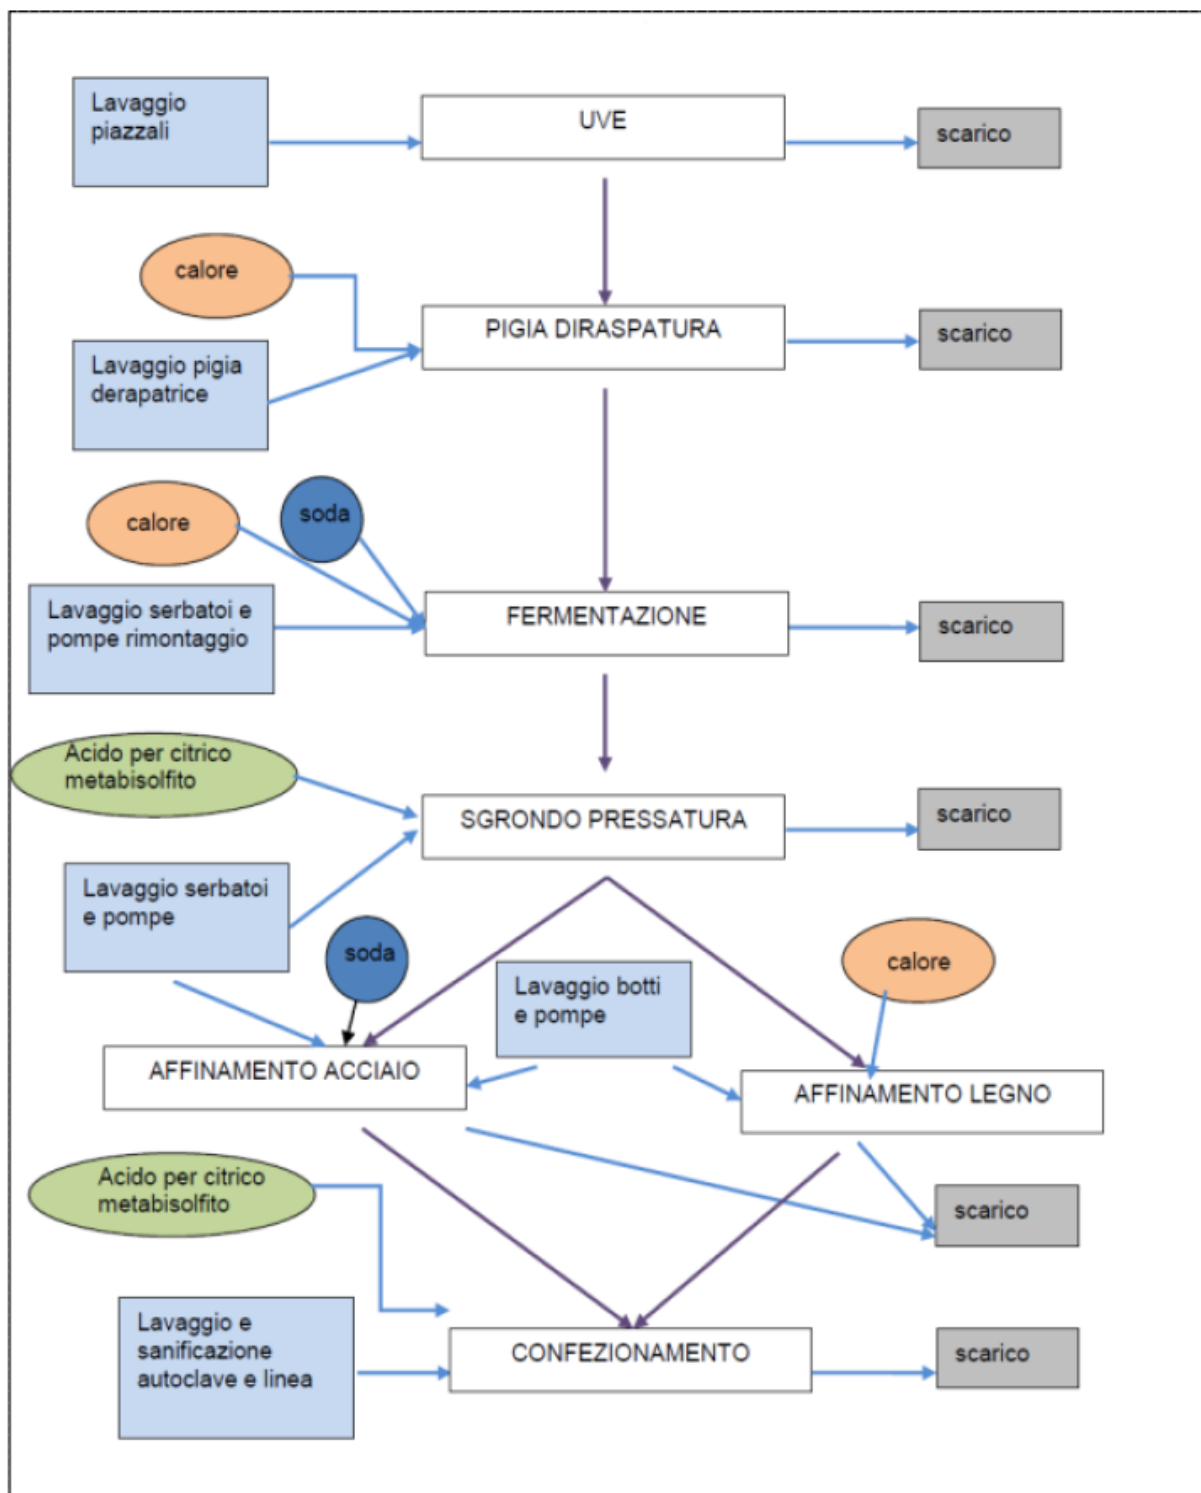 Lavaggio
piazzali
UVE
scarico
calore
PIGIA DIRASPATURA
scarico
Lavaggio pigia
derapatrice
calore
soda
Lavaggio serbatoi e
pompe rimontaggio
FERMENTAZIONE
scarico
Acido per citrico
metabisolfito
SGRONDO PRESSATURA
scarico
Lavaggio serbatoi
e pompe
soda
Lavaggio botti
e pompe
calore
AFFINAMENTO ACCIAIO
AFFINAMENTO LEGNO
Acido per citrico
metabisolfito
scarico
Lavaggio e
sanificazione
autoclave e linea
CONFEZIONAMENTO
scarico